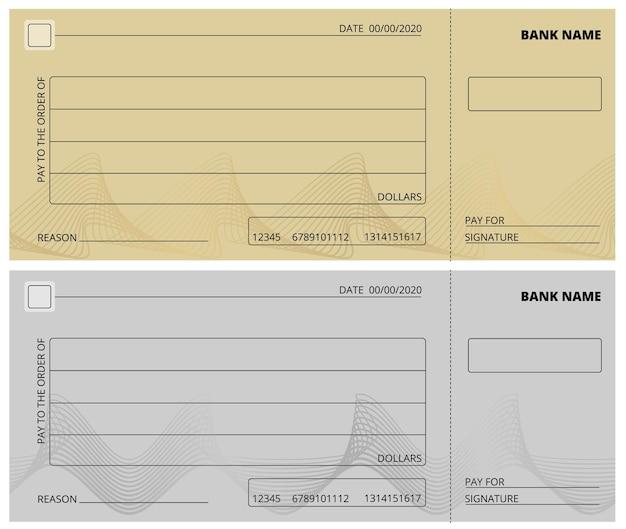 DATE 00/00/2020
BANK NAME
PAY TO THE ORDER OF
DOLLARS
PAY FOR
REASON
12345 6789101112 1314151617
SIGNATURE
DATE 00/00/2020
BANK NAME
PAY TO THE ORDER OF
DOLLARS
PAY FOR
REASON
12345 6789101112 1314151617
SIGNATURE